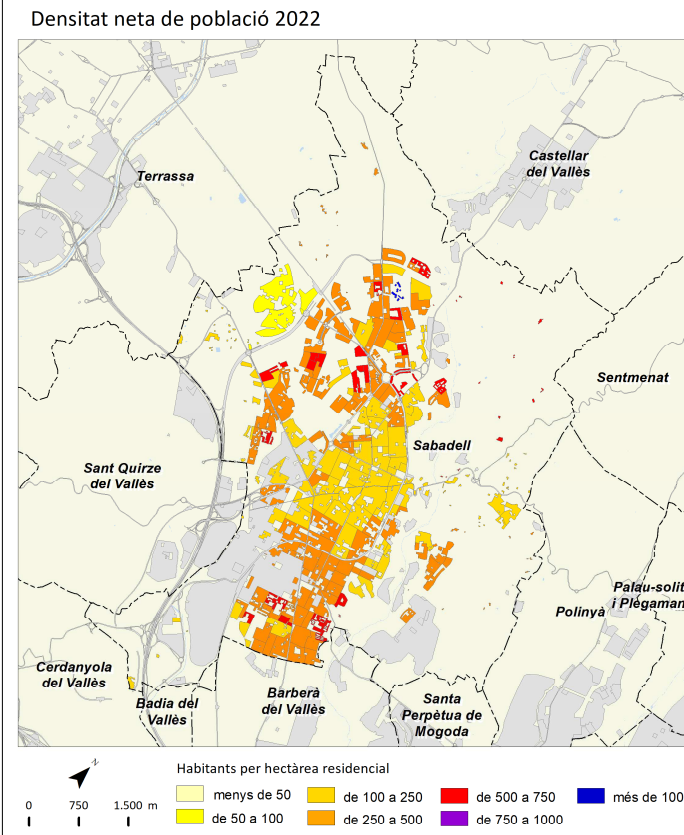 Densitat neta de població 2022
Terrassa
Castellar
del Vallès
Sentmenat
Sabadell
Sant Quirze
del Vallès
Palau-solit
i Plegaman
Polinyà
Cerdanyola
del Vallès
Badia del
Vallès
Barberà
del Vallès
Santa
Perpètua de
Mogoda
N
Habitants per hectàrea residencial
menys de 50
de 100 a 250
de 500 a 750
més de 100
de 50 a 100
de 250 a 500
de 750 a 1000
0 750 1.500 m